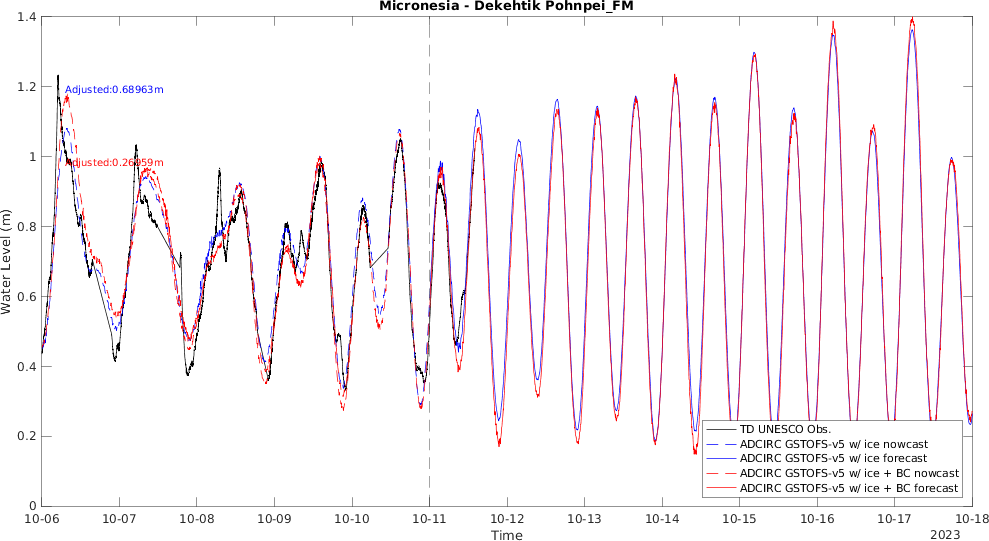 Micronesia - Dekehtik Pohnpei_FM
1.4
1.2
1
0.8
0.6
0.4
0.2
0
Water Level (m)
Adjusted:0.68963m
Adjusted:0.26959m
TD UNESCO Obs.
ADCIRC GSTOFS-v5 w/ ice nowcast
ADCIRC GSTOFS-v5 w/ ice forecast
ADCIRC GSTOFS-v5 w/ ice + BC nowcast
ADCIRC GSTOFS-v5 w/ ice + BC forecast
10-06 10-07 10-08 10-09 10-10 10-11 10-12 10-13 10-14 10-15 10-16 10-17 10-18
Time
2023